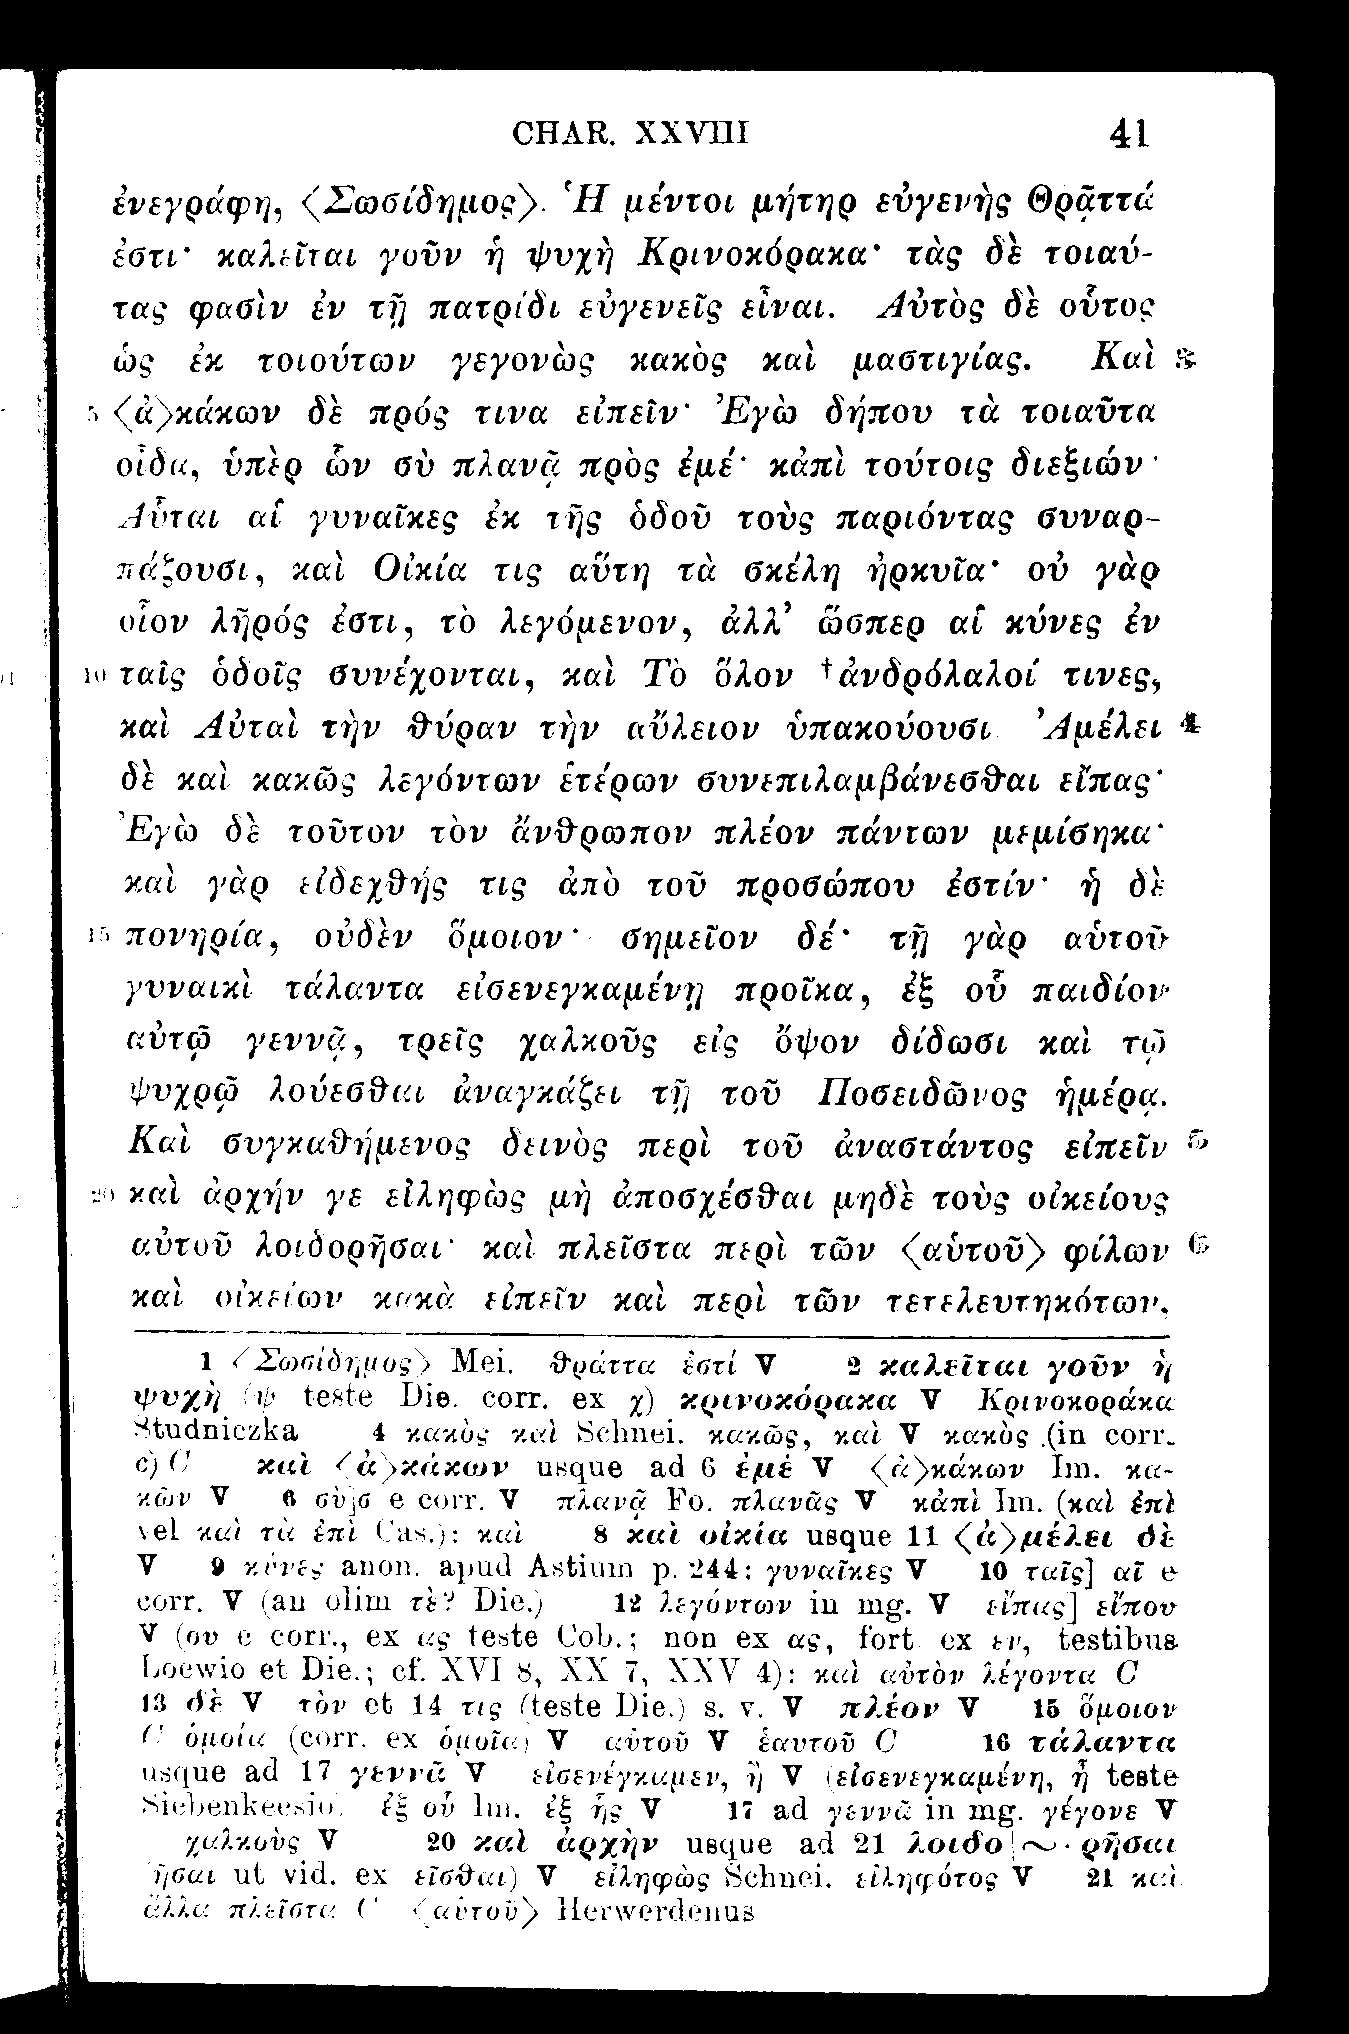 CHAR. XXVIII 41
ἐνεγράφη, ⟨Σωσίδημος⟩. Ἡ μέντοι μήτηρ εὐγενὴς Θρᾷττά
ἐστι· καλεῖται γοῦν ἡ ψυχὴ Κρινοκόρακα· τὰς δὲ τοιαύ-
τας φασὶν ἐν τῇ πατρίδι εὐγενεῖς εἶναι. Αὐτὸς δὲ οὗτος
ὡς ἐκ τοιούτων γεγονὼς κακὸς καὶ μαστιγίας. Καὶ
5 ⟨ἀ⟩κάκων δὲ πρός τινα εἰπεῖν· Ἐγὼ δήπου τὰ τοιαῦτα
οἶδα, ὑπὲρ ὧν σὺ πλανᾷ πρὸς ἐμέ· κἀπὶ τούτοις διεξιών·
Αὗται αἱ γυναῖκες ἐκ τῆς ὁδοῦ τοὺς παριόντας συναρ-
πάζουσι, καὶ Οἰκία τις αὕτη τὰ σκέλη ἠρκυῖα· οὐ γὰρ
οἷον λῆρός ἐστι, τὸ λεγόμενον, ἀλλ’ ὥσπερ αἱ κύνες ἐν
10 ταῖς ὁδοῖς συνέχονται, καὶ Τὸ ὅλον †ἀνδρόλαλοί τινες,
καὶ Αὐταὶ τὴν θύραν τὴν αὔλειον ὑπακούουσι Ἀμέλει 4
δὲ καὶ κακῶς λεγόντων ἑτέρων συνεπιλαμβάνεσθαι εἴπας·
Ἐγὼ δὲ τοῦτον τὸν ἄνθρωπον πλέον πάντων μεμίσηκα·
καὶ γὰρ εἰδεχθής τις ἀπὸ τοῦ προσώπου ἐστίν· ἡ δὲ
15 πονηρία, οὐδὲν ὅμοιον· σημεῖον δέ· τῇ γὰρ αὑτοῦ
γυναικὶ τάλαντα εἰσενεγκαμένῃ προῖκα, ἐξ οὗ παιδίον
αὐτῷ γεννᾷ, τρεῖς χαλκοῦς εἰς ὄψον δίδωσι καὶ τῷ
ψυχρῷ λούεσθαι ἀναγκάζει τῇ τοῦ Ποσειδῶνος ἡμέρᾳ.
Καὶ συγκαθήμενος δεινὸς περὶ τοῦ ἀναστάντος εἰπεῖν 5
20 καὶ ἀρχήν γε εἰληφὼς μὴ ἀποσχέσθαι μηδὲ τοὺς οἰκείους
αὐτοῦ λοιδορῆσαι· καὶ πλεῖστα περὶ τῶν ⟨αὑτοῦ⟩ φίλων 6
καὶ οἰκείων κακὰ εἰπεῖν καὶ περὶ τῶν τετελευτηκότων,
1 ⟨Σωσίδημος⟩ Mei. θράττα ἐστί V 2 καλεῖται γοῦν ἡ
ψυχὴ (ψ teste Die. corr. ex χ) κρινοκόρακα V Κρινοκοράκα
Studniczka 4 κακὸς καὶ Schnei. κακῶς, καὶ V κακὸς (in corr.
c) C καὶ ⟨ἀ⟩κάκων usque ad 6 ἐμέ V ⟨ἀ⟩κάκων Im. κα-
κῶν V 6 σὺ]σ e corr. V πλανᾷ Fo. πλανᾶς V κἀπὶ Im. (καὶ ἐπὶ
vel καὶ τὰ ἐπὶ Cas.): καὶ 8 καὶ οἰκία usque 11 ⟨ἀ⟩μέλει δὲ
V 9 κύνες anon. apud Astium p. 244: γυναῖκες V 10 ταῖς] αῖ e
corr. V (an olim τὲ? Die.) 12 λεγόντων in mg. V εἴπας] εἴπου
V (ου e corr., ex ας teste Cob.; non ex ας, fort. ex εν, testibus
Loewio et Die.; cf. XVI 8, XX 7, XXV 4): καὶ αὐτὸν λέγοντα C
13 δὲ V τὸν et 14 τις (teste Die.) s. v. V πλέον V 15 ὅμοιον
C ὁμοία (corr. ex ὁμοῖα) V αὑτοῦ V ἑαυτοῦ C 16 τάλαντα
usque ad 17 γεννᾶ V εἰσενέγκαμεν, ἢ V (εἰσενεγκαμένη, ἢ teste
Siebenkeesio). ἐξ οὗ Im. ἐξ ἧς V 17 ad γεννᾶ in mg. γέγονε V
χαλκοὺς V 20 καὶ ἀρχὴν usque ad 21 λοιδο|~·ρῆσαι
ῆσαι ut vid. ex εῖσθαι) V εἰληφὼς Schnei. εἰληφότος V 21 καὶ
ἄλλα πλεῖστα C ⟨αὑτοῦ⟩ Herwerdenus